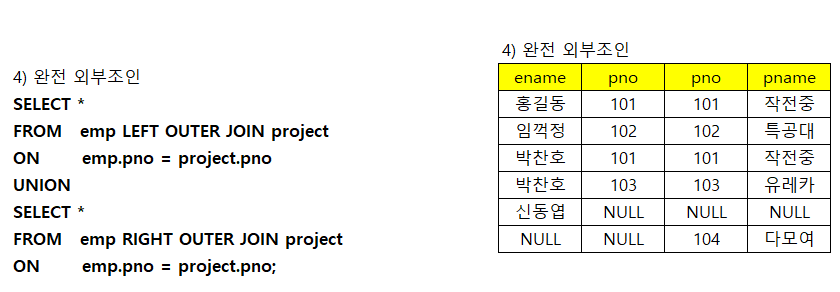 4) 완전 외부조인
SELECT *
FROM emp LEFT OUTER JOIN project
ON emp.pno = project.pno
UNION
SELECT *
FROM emp RIGHT OUTER JOIN project
ON emp.pno = project.pno;
4) 완전 외부조인
ename pno pno pname
홍길동 101 101 작전중
임꺽정 102 102 특공대
박찬호 101 101 작전중
박찬호 103 103 유레카
신동엽 NULL NULL NULL
NULL NULL 104 다모여